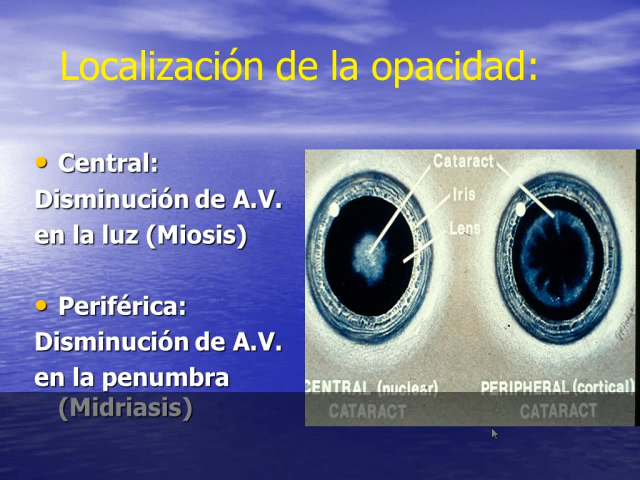 Localización de la opacidad:
Central:
Disminución de A.V.
en la luz (Miosis)
Periférica:
Disminución de A.V.
en la penumbra
(Midriasis)
Cataract
Iris
Lens
CENTRAL (nuclear)
CATARACT
PERIPHERAL (cortical)
CATARACT